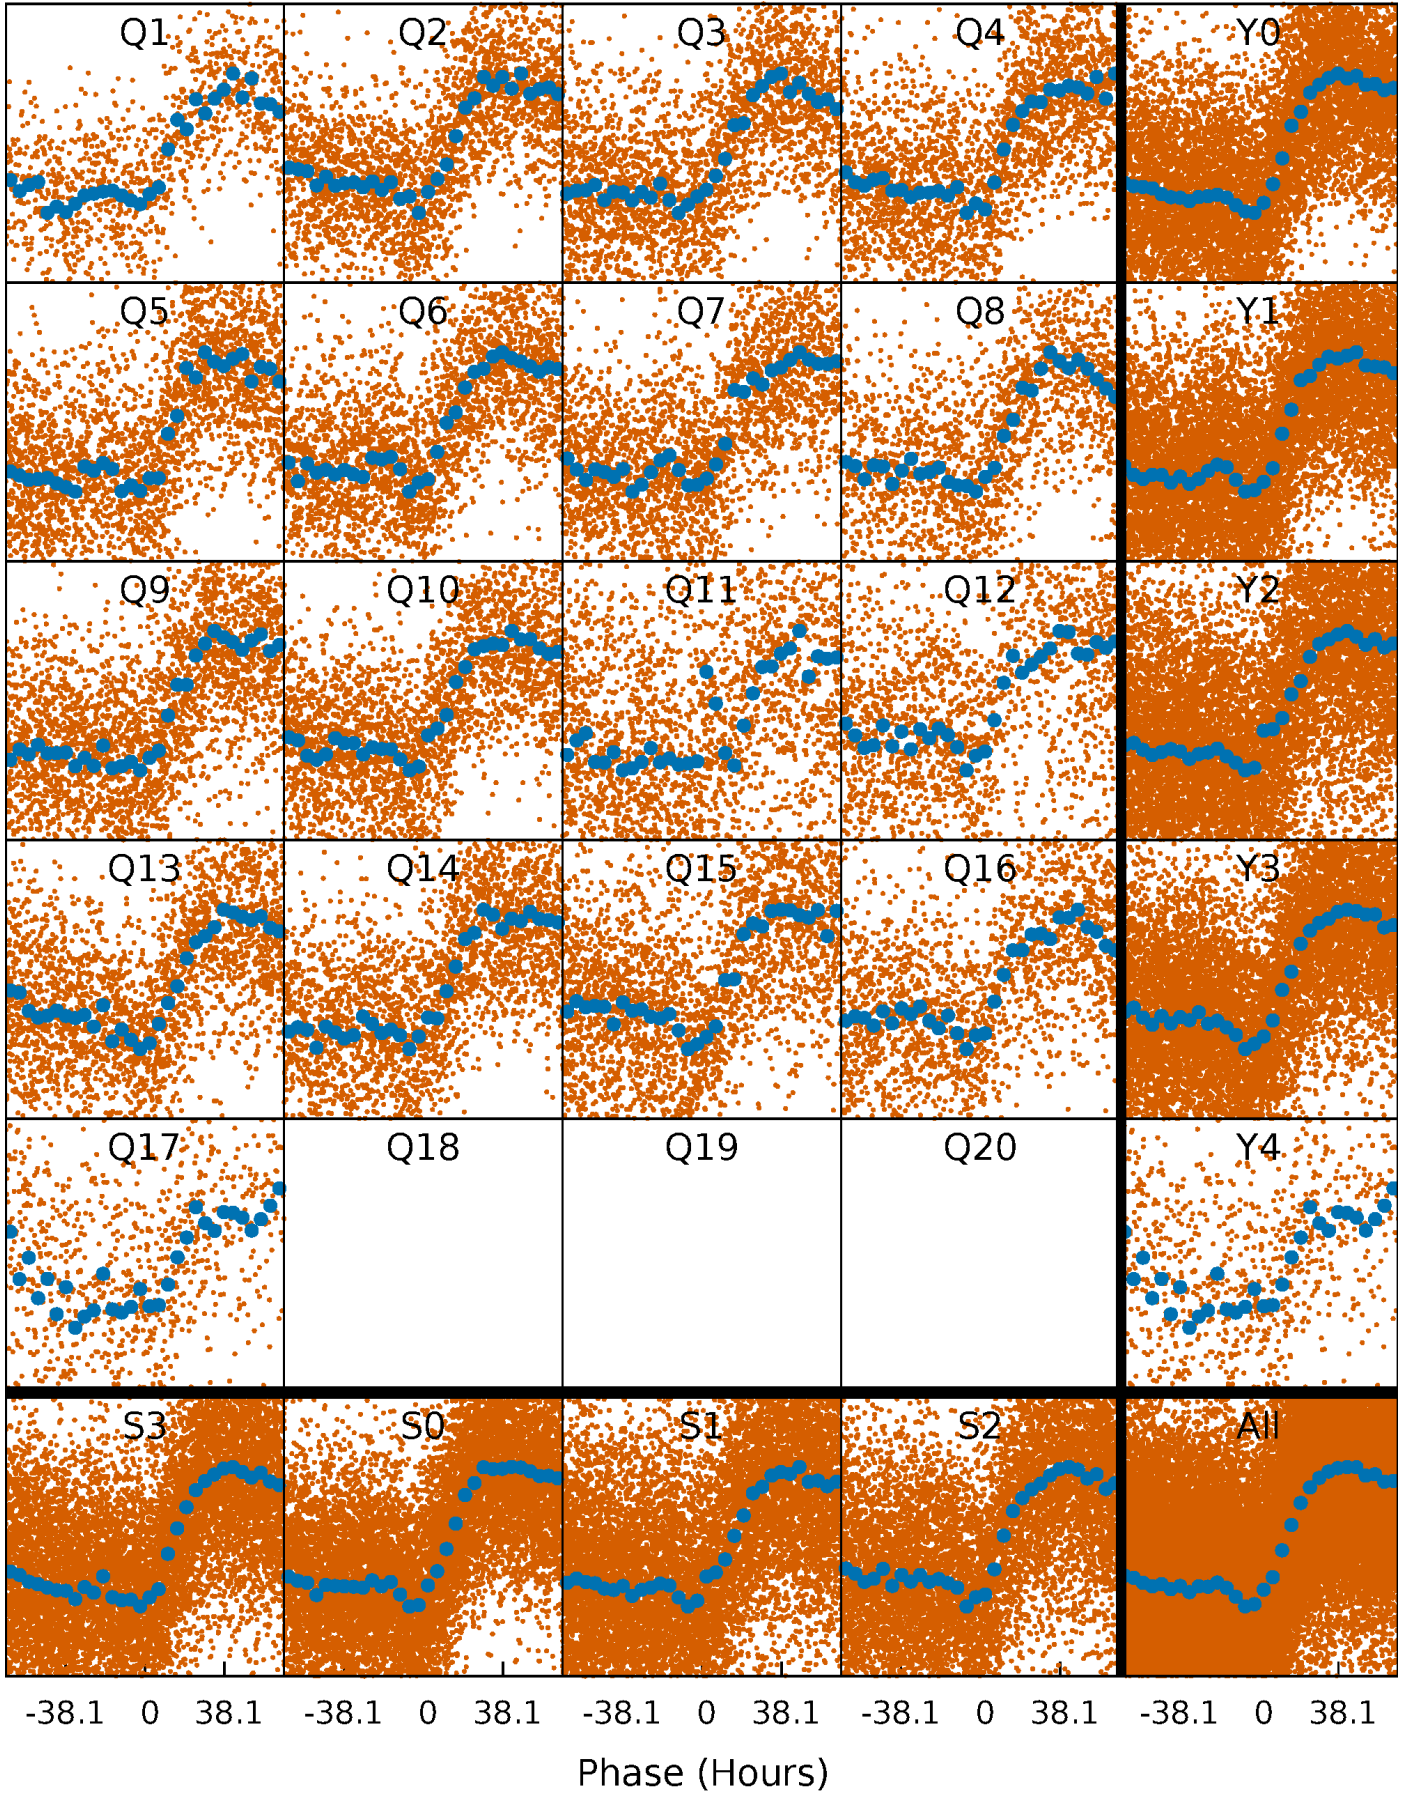 Q1 Q2 Q3 Q4 Y0
Q5 Q6 Q7 Q8 Y1
Q9 Q10 Q11 Q12 Y2
Q13 Q14 Q15 Q16 Y3
Q17 Q18 Q19 Q20 Y4
S3 S0 S1 S2 All
-38.1 0 38.1 -38.1 0 38.1 -38.1 0 38.1 -38.1 0 38.1 -38.1 0 38.1
Phase (Hours)